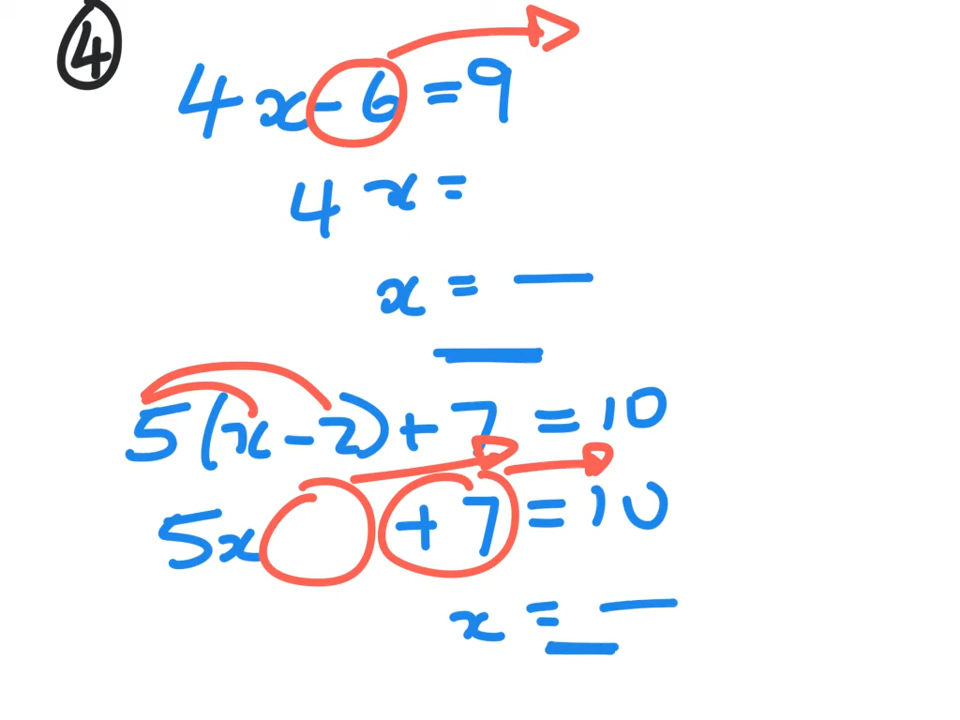 4
4x - 6 = 9
4x =
x =
5(x - 2) + 7 = 10
5x + 7 = 10
x =